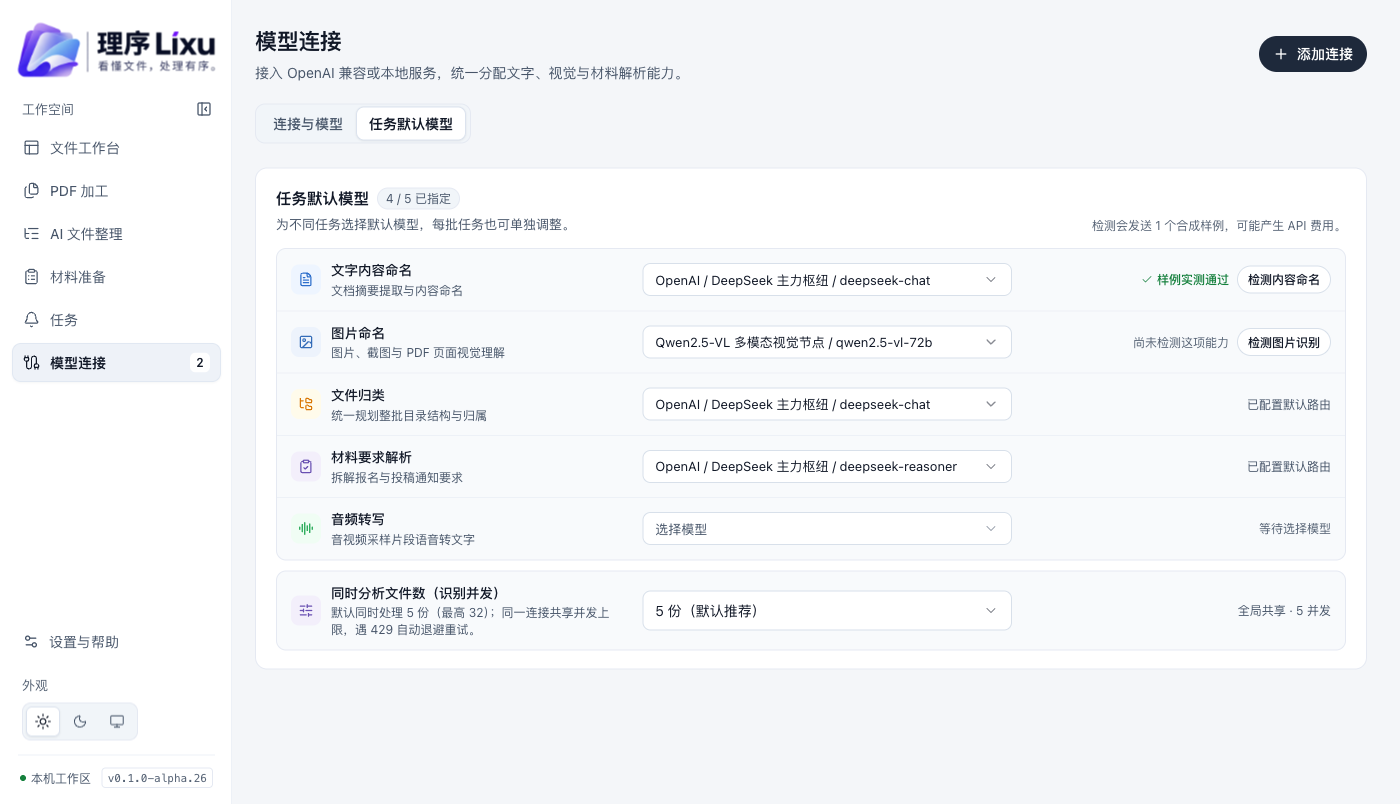 理序 Lixu
看懂文件，处理有序。
工作空间
文件工作台
PDF 加工
AI 文件整理
材料准备
任务
模型连接 2
设置与帮助
外观
本机工作区 v0.1.0-alpha.26
模型连接
接入 OpenAI 兼容或本地服务，统一分配文字、视觉与材料解析能力。
添加连接
连接与模型 任务默认模型
任务默认模型 4 / 5 已指定
为不同任务选择默认模型，每批任务也可单独调整。
检测会发送 1 个合成样例，可能产生 API 费用。
文字内容命名
文档摘要提取与内容命名
OpenAI / DeepSeek 主力枢纽 / deepseek-chat
样例实测通过 检测内容命名
图片命名
图片、截图与 PDF 页面视觉理解
Qwen2.5-VL 多模态视觉节点 / qwen2.5-vl-72b
尚未检测这项能力 检测图片识别
文件归类
统一规划整批目录结构与归属
OpenAI / DeepSeek 主力枢纽 / deepseek-chat
已配置默认路由
材料要求解析
拆解报名与投稿通知要求
OpenAI / DeepSeek 主力枢纽 / deepseek-reasoner
已配置默认路由
音频转写
音视频采样片段语音转文字
选择模型
等待选择模型
同时分析文件数（识别并发）
默认同时处理 5 份（最高 32）；同一连接共享并发上
限，遇 429 自动退避重试。
5 份（默认推荐）
全局共享 · 5 并发